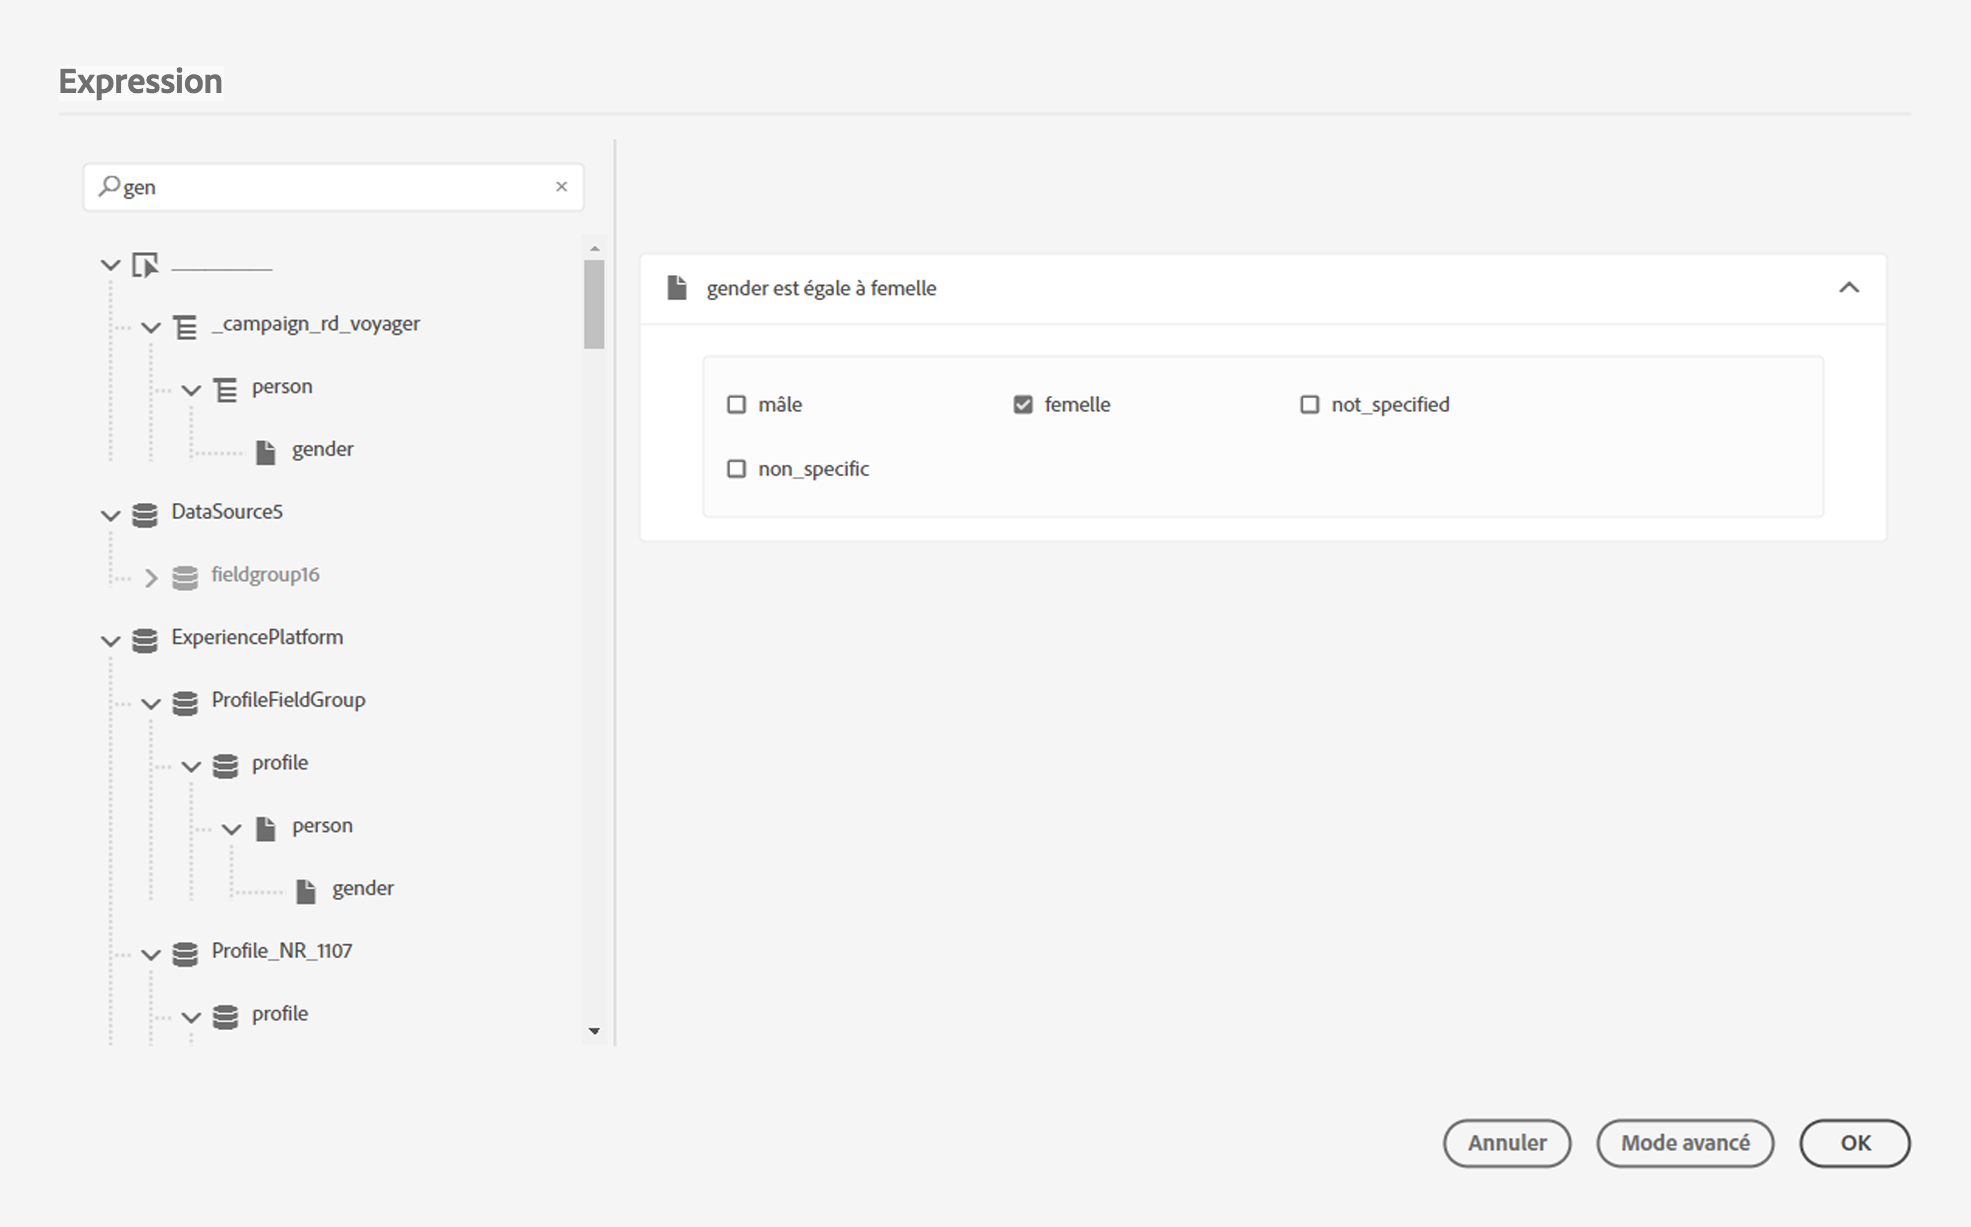 Expression
gen
_campaign_rd_voyager
person
gender
DataSource5
fieldgroup16
ExperiencePlatform
ProfileFieldGroup
profile
person
gender
Profile_NR_1107
profile
gender est égale à femelle
mâle femelle not_specified
non_specific
Annuler Mode avancé OK